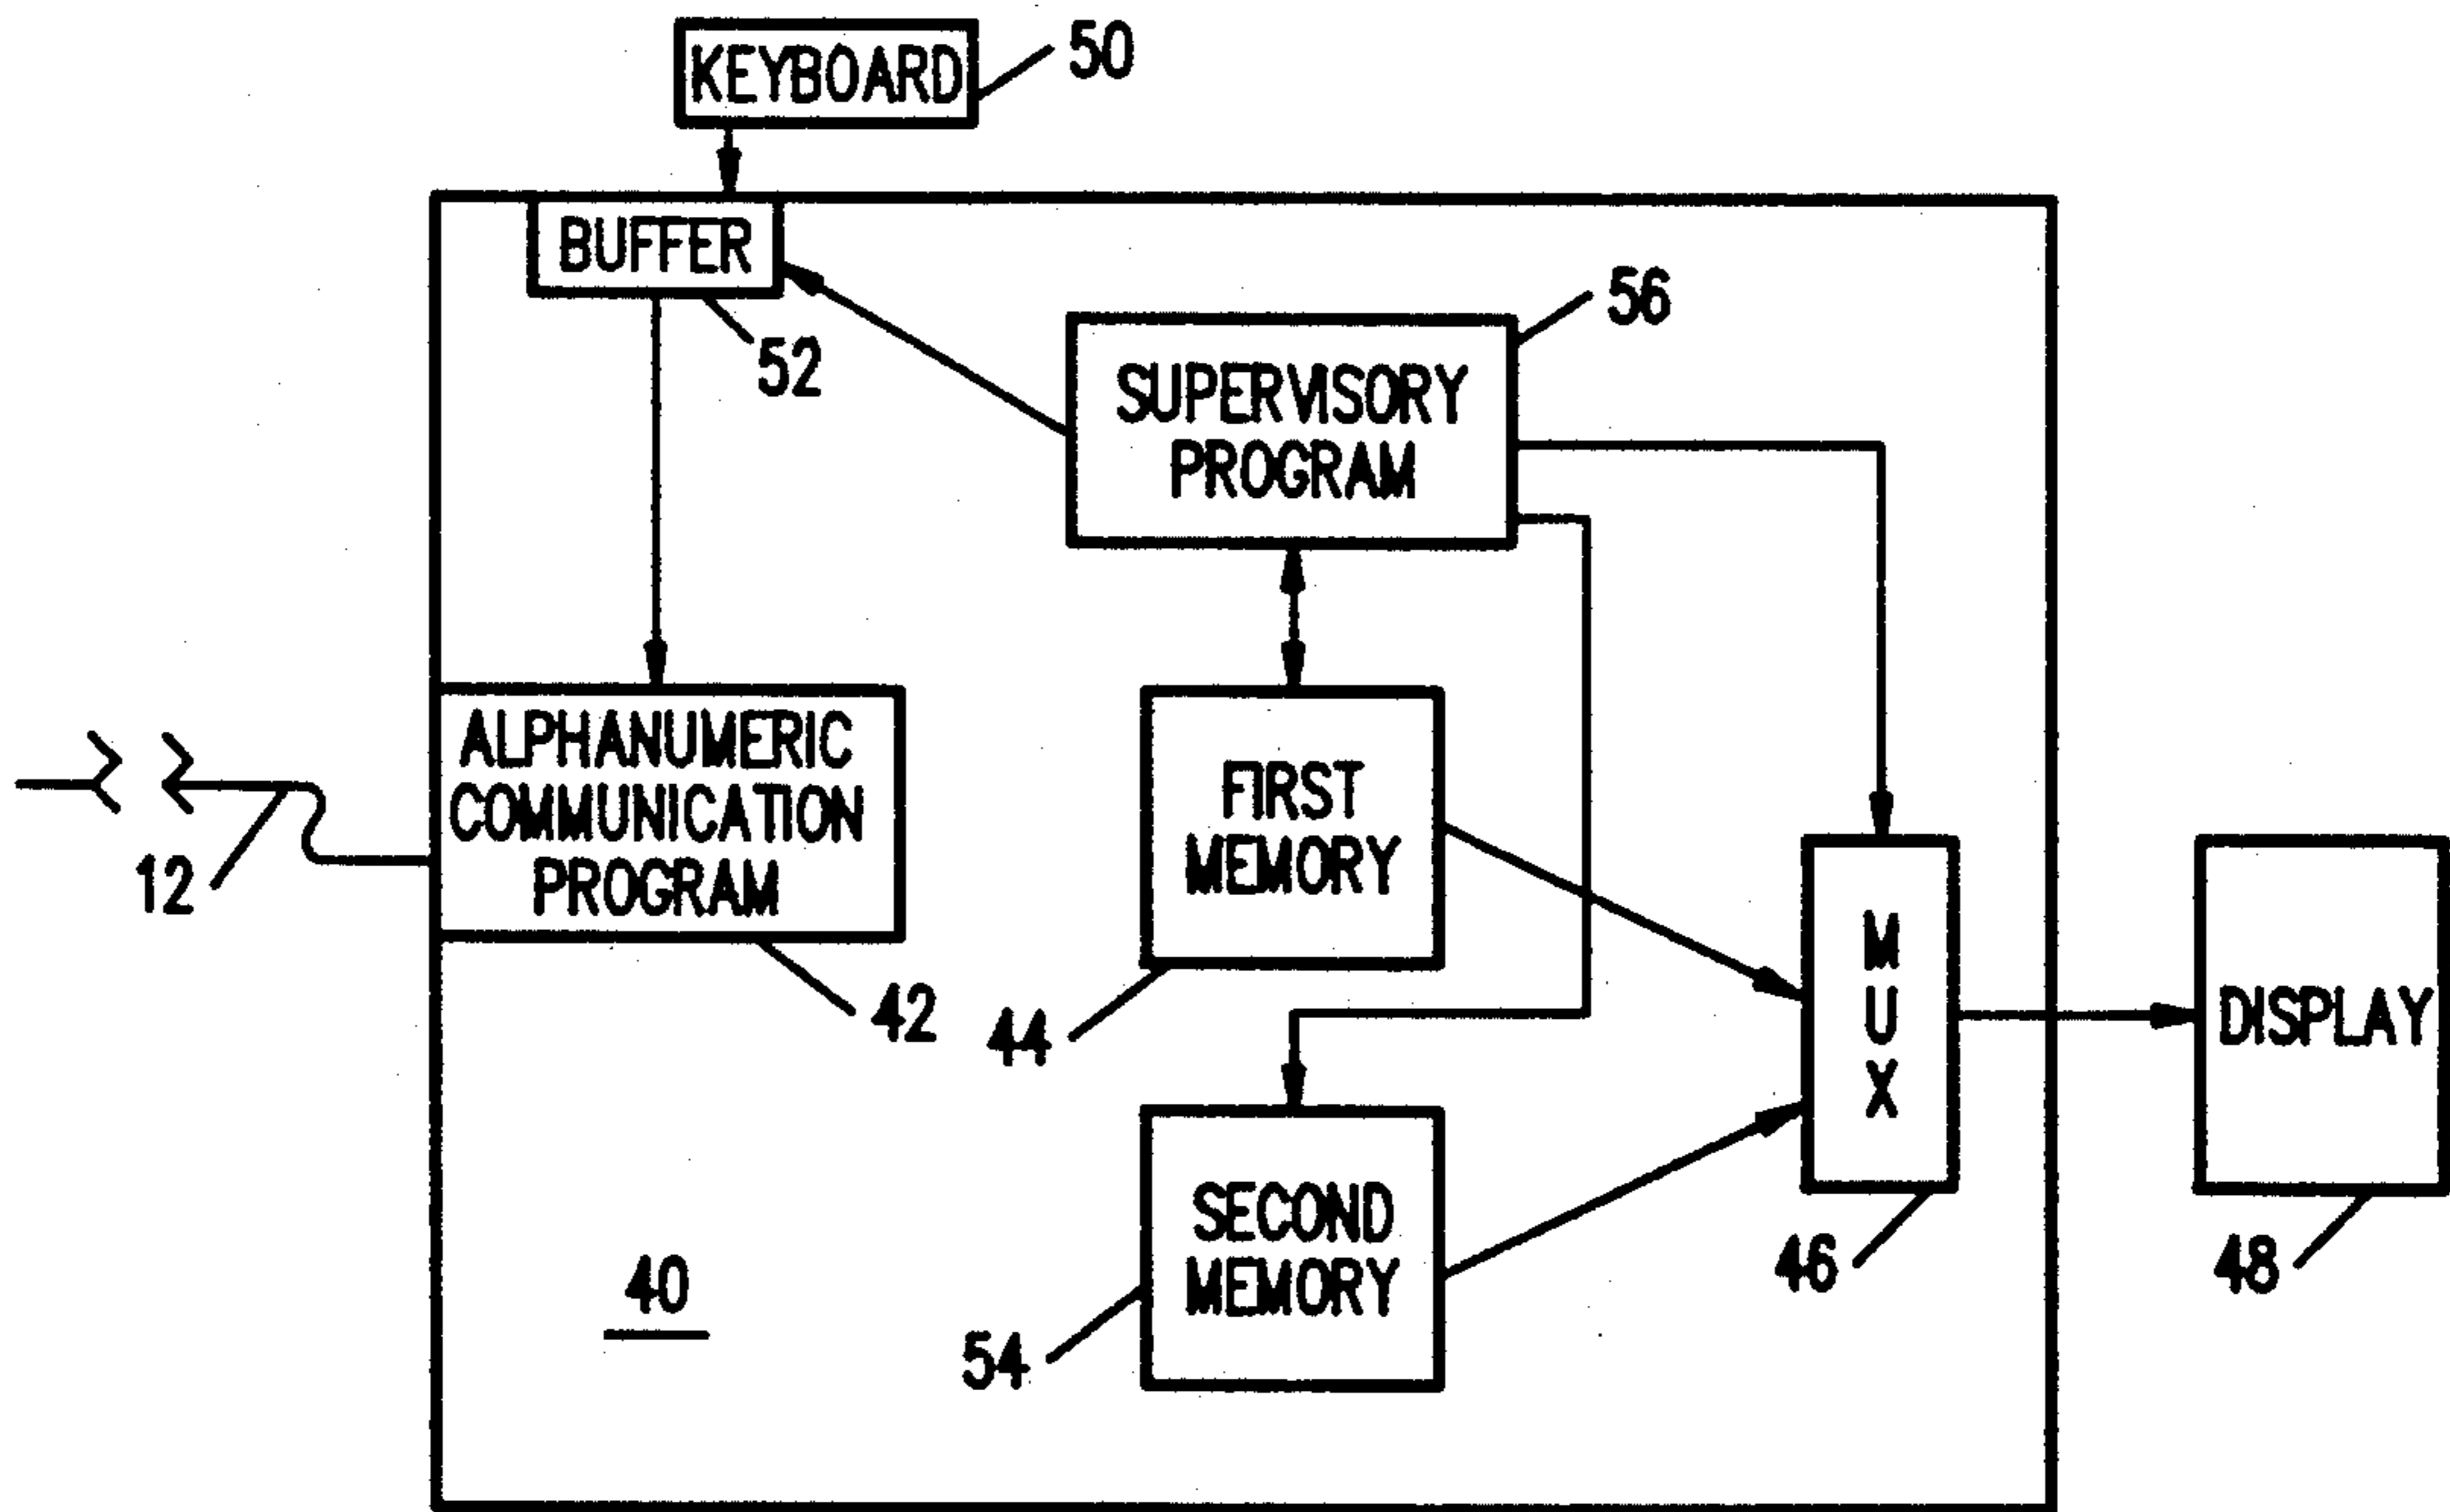 KEYBOARD
50
BUFFER
52
56
SUPERVISORY
PROGRAM
ALPHANUMERIC
COMMUNICATION
PROGRAM
12
42
FIRST
MEMORY
44
M
U
X
46
DISPLAY
48
SECOND
MEMORY
54
40